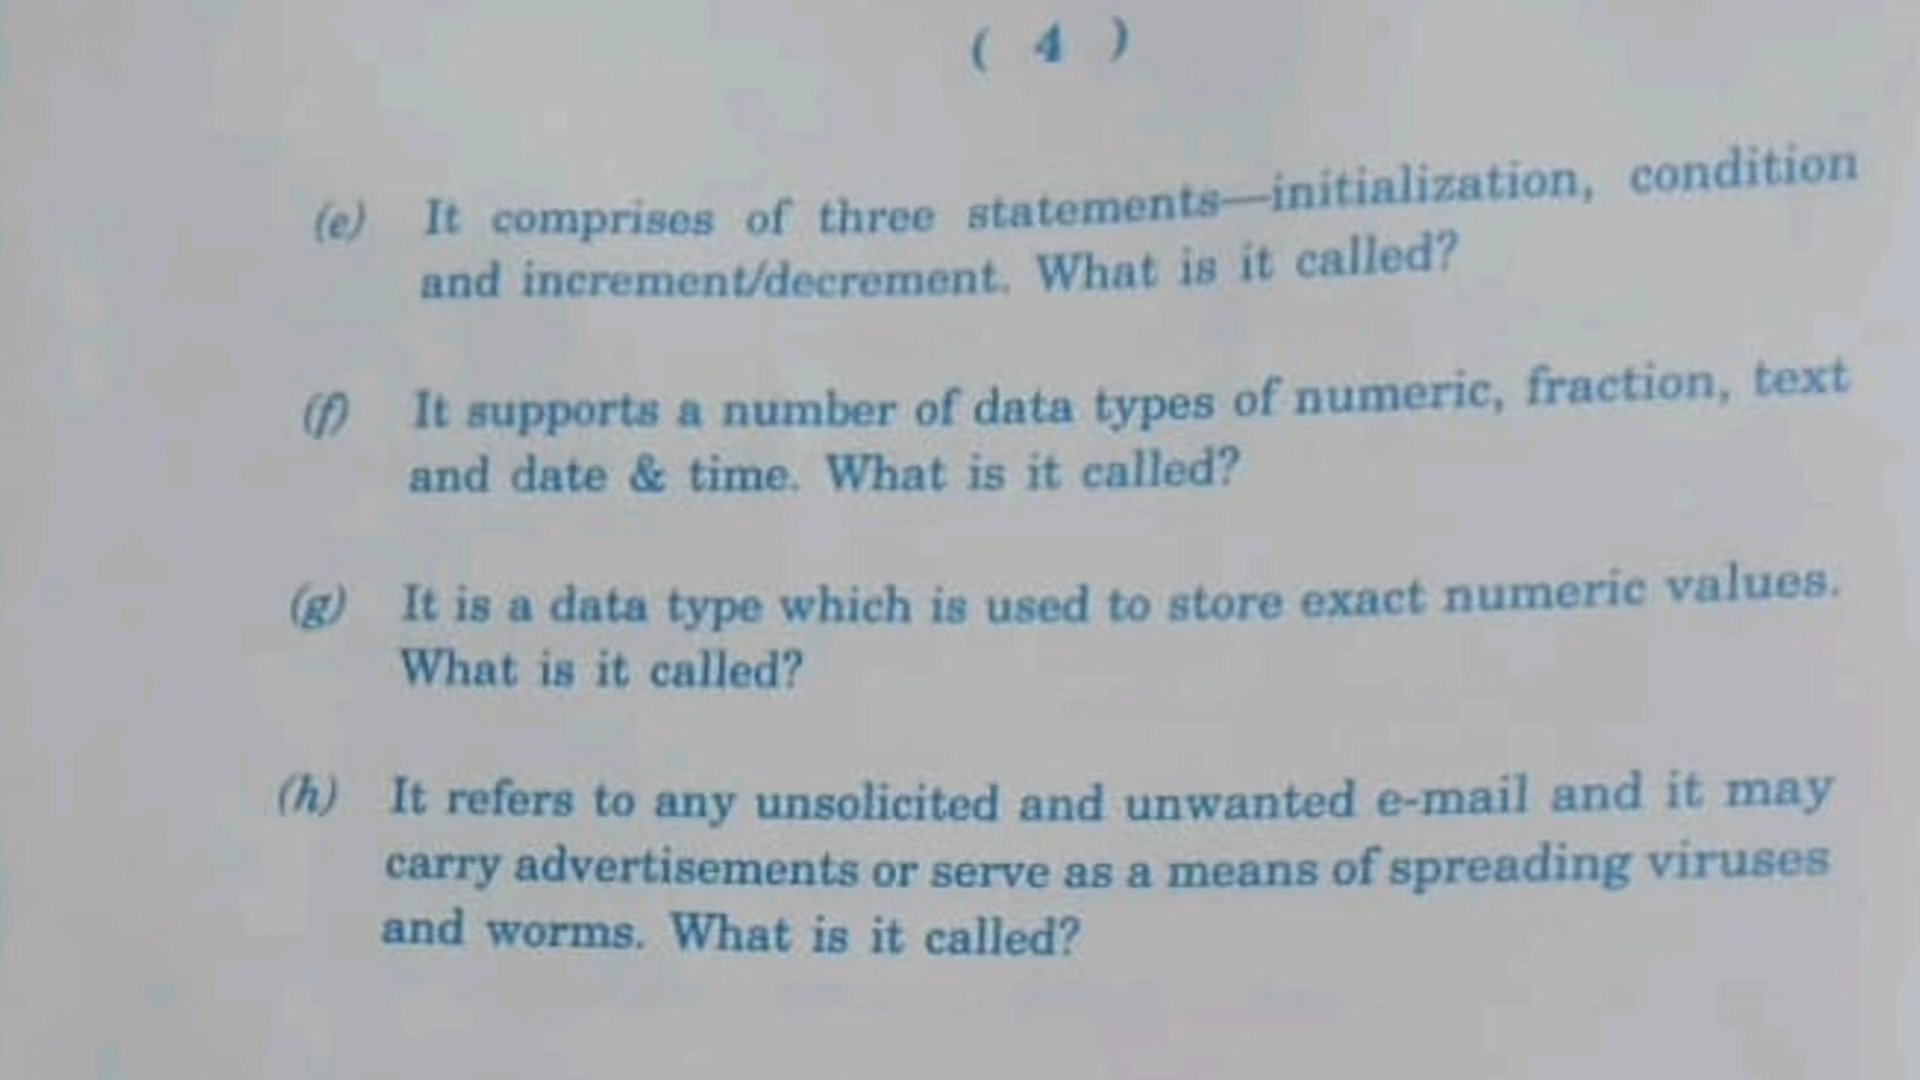 ( 4 )
(e) It comprises of three statements—initialization, condition
and increment/decrement. What is it called?
(f) It supports a number of data types of numeric, fraction, text
and date & time. What is it called?
(g) It is a data type which is used to store exact numeric values.
What is it called?
(h) It refers to any unsolicited and unwanted e-mail and it may
carry advertisements or serve as a means of spreading viruses
and worms. What is it called?